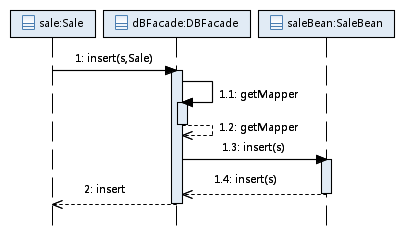 sale:Sale
dBFacade:DBFacade
saleBean:SaleBean
1: insert(s,Sale)
1.1: getMapper
1.2: getMapper
1.3: insert(s)
1.4: insert(s)
2: insert